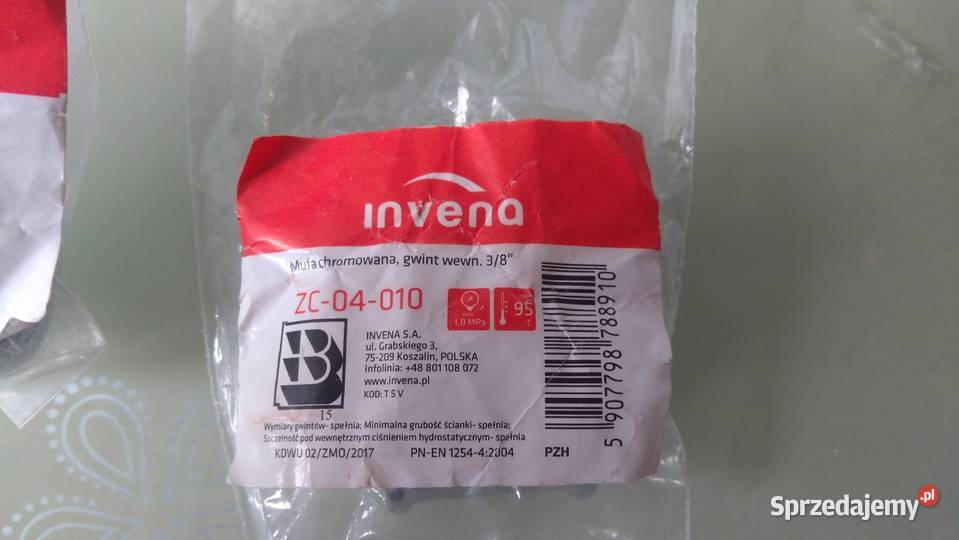 invena
Mufa chromowana, gwint wewn. 3/8"
ZC-04-010
MAX
1,0 MPa
95
°C
B
15
INVENA S.A.
ul. Grabskiego 3,
75-209 Koszalin, POLSKA
infolinia: +48 801 108 072
www.invena.pl
KOD: T S V
5 907798 788910
Wymiary gwintów- spełnia; Minimalna grubość ścianki- spełnia;
Szczelność pod wewnętrznym ciśnieniem hydrostatycznym- spełnia
KDWU 02/ZMO/2017 PN-EN 1254-4:2004 PZH
Sprzedajemy.pl